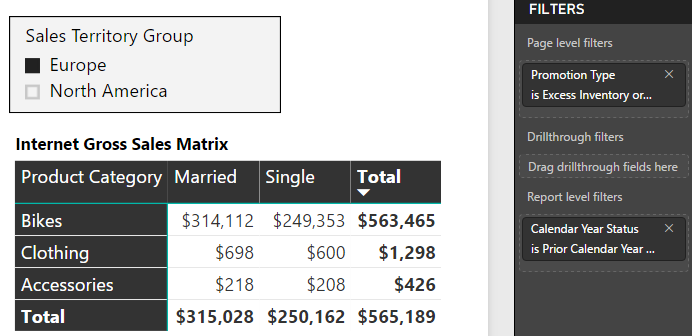 Sales Territory Group
Europe
North America
Internet Gross Sales Matrix
Product Category Married Single Total
Bikes $314,112 $249,353 $563,465
Clothing $698 $600 $1,298
Accessories $218 $208 $426
Total $315,028 $250,162 $565,189
FILTERS
Page level filters
Promotion Type
is Excess Inventory or...
Drillthrough filters
Drag drillthrough fields here
Report level filters
Calendar Year Status
is Prior Calendar Year ...